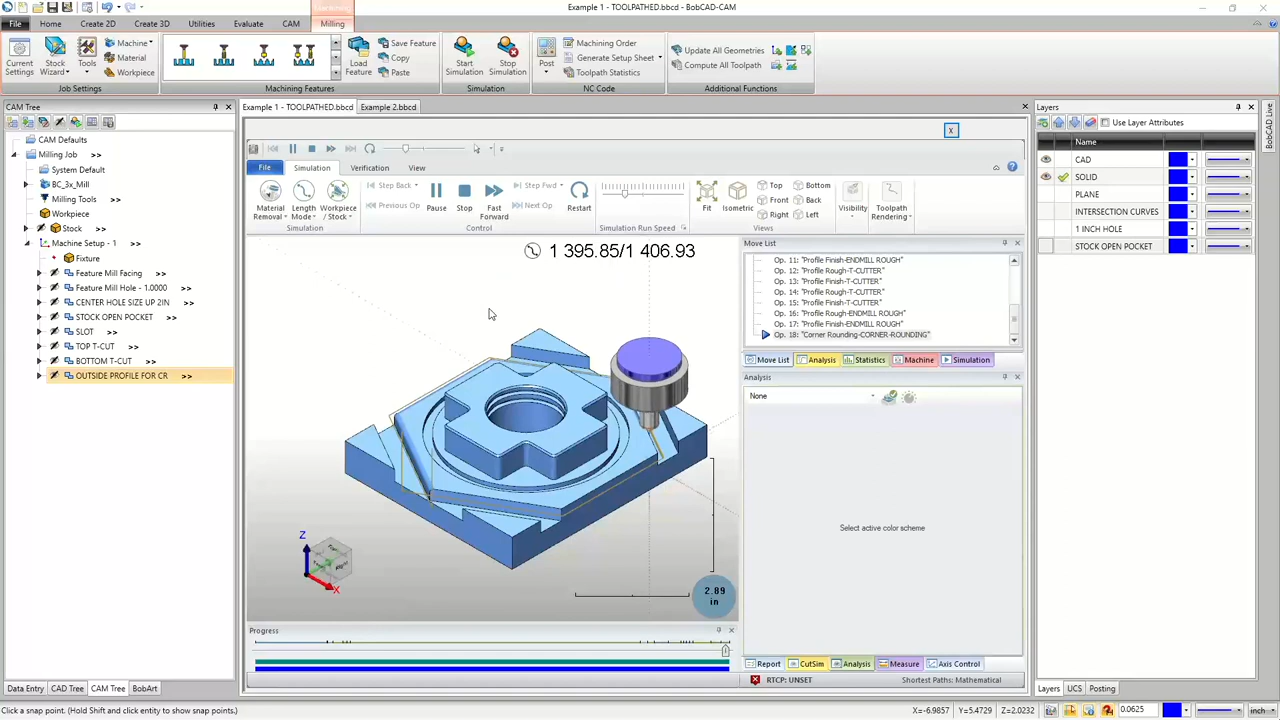 Machining
Example 1 - TOOLPATHED.bbcd - BobCAD-CAM
File Home Create 2D Create 3D Utilities Evaluate CAM Milling
Current Settings
Stock Wizard
Tools
Machine
Material
Workpiece
Load Feature
Save Feature
Copy
Paste
Start Simulation
Stop Simulation
Post
Machining Order
Generate Setup Sheet
Toolpath Statistics
Update All Geometries
Compute All Toolpath
Job Settings Machining Features Simulation NC Code Additional Functions
CAM Tree
Example 1 - TOOLPATHED.bbcd Example 2.bbcd
CAM Defaults
Milling Job >>
System Default
BC_3x_Mill
Milling Tools >>
Workpiece
Stock >>
Machine Setup - 1 >>
Fixture
Feature Mill Facing >>
Feature Mill Hole - 1.0000 >>
CENTER HOLE SIZE UP 2IN >>
STOCK OPEN POCKET >>
SLOT >>
TOP T-CUT >>
BOTTOM T-CUT >>
OUTSIDE PROFILE FOR CR >>
x
File Simulation Verification View
Material Removal
Length Mode
Workpiece / Stock
Step Back
Previous Op
Pause
Stop
Fast Forward
Step Fwd
Next Op
Restart
Simulation Run Speed
Fit
Isometric
Top Bottom
Front Back
Right Left
Visibility
Toolpath Rendering
Simulation Control View
1 395.85/1 406.93
Z
X
2.89 in
Move List
Op. 11: "Profile Finish-ENDMILL ROUGH"
Op. 12: "Profile Rough-T-CUTTER"
Op. 13: "Profile Finish-T-CUTTER"
Op. 14: "Profile Rough-T-CUTTER"
Op. 15: "Profile Finish-T-CUTTER"
Op. 16: "Profile Rough-ENDMILL ROUGH"
Op. 17: "Profile Finish-ENDMILL ROUGH"
Op. 18: "Corner Rounding-CORNER-ROUNDING"
Move List Analysis Statistics Machine Simulation
Analysis
None
Select active color scheme
Progress
Report CutSim Analysis Measure Axis Control
RTCP: UNSET Shortest Paths: Mathematical
Layers
Use Layer Attributes
Name
CAD
SOLID
PLANE
INTERSECTION CURVES
1 INCH HOLE
STOCK OPEN POCKET
BobCAD Live
Data Entry CAD Tree CAM Tree BobArt
Layers UCS Posting
Click a snap point. (Hold Shift and click entity to show snap points.)
X=-6.9857 Y=5.4729 Z=2.0232 0.0625 inch